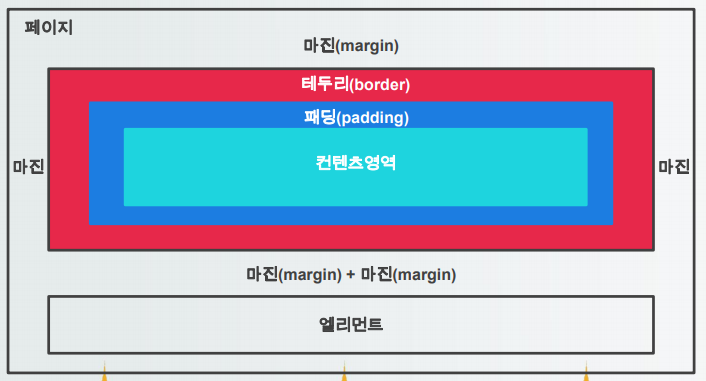 페이지
마진(margin)
테두리(border)
패딩(padding)
마진
컨텐츠영역
마진
마진(margin) + 마진(margin)
엘리먼트